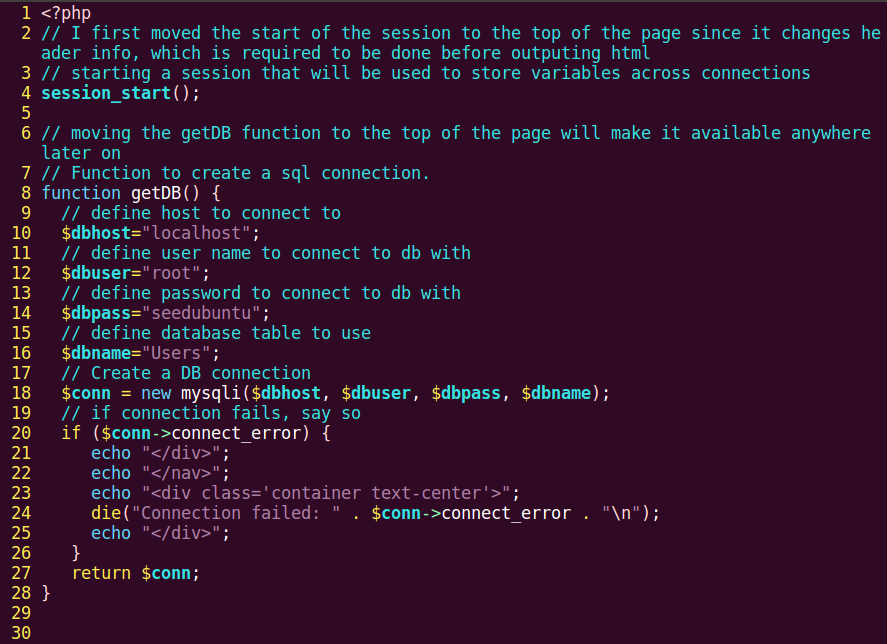 1 <?php
2 // I first moved the start of the session to the top of the page since it changes he
ader info, which is required to be done before outputing html
3 // starting a session that will be used to store variables across connections
4 session_start();
5
6 // moving the getDB function to the top of the page will make it available anywhere
later on
7 // Function to create a sql connection.
8 function getDB() {
9   // define host to connect to
10   $dbhost="localhost";
11   // define user name to connect to db with
12   $dbuser="root";
13   // define password to connect to db with
14   $dbpass="seedubuntu";
15   // define database table to use
16   $dbname="Users";
17   // Create a DB connection
18   $conn = new mysqli($dbhost, $dbuser, $dbpass, $dbname);
19   // if connection fails, say so
20   if ($conn->connect_error) {
21      echo "</div>";
22      echo "</nav>";
23      echo "<div class='container text-center'>";
24      die("Connection failed: " . $conn->connect_error . "\n");
25      echo "</div>";
26    }
27    return $conn;
28 }
29
30